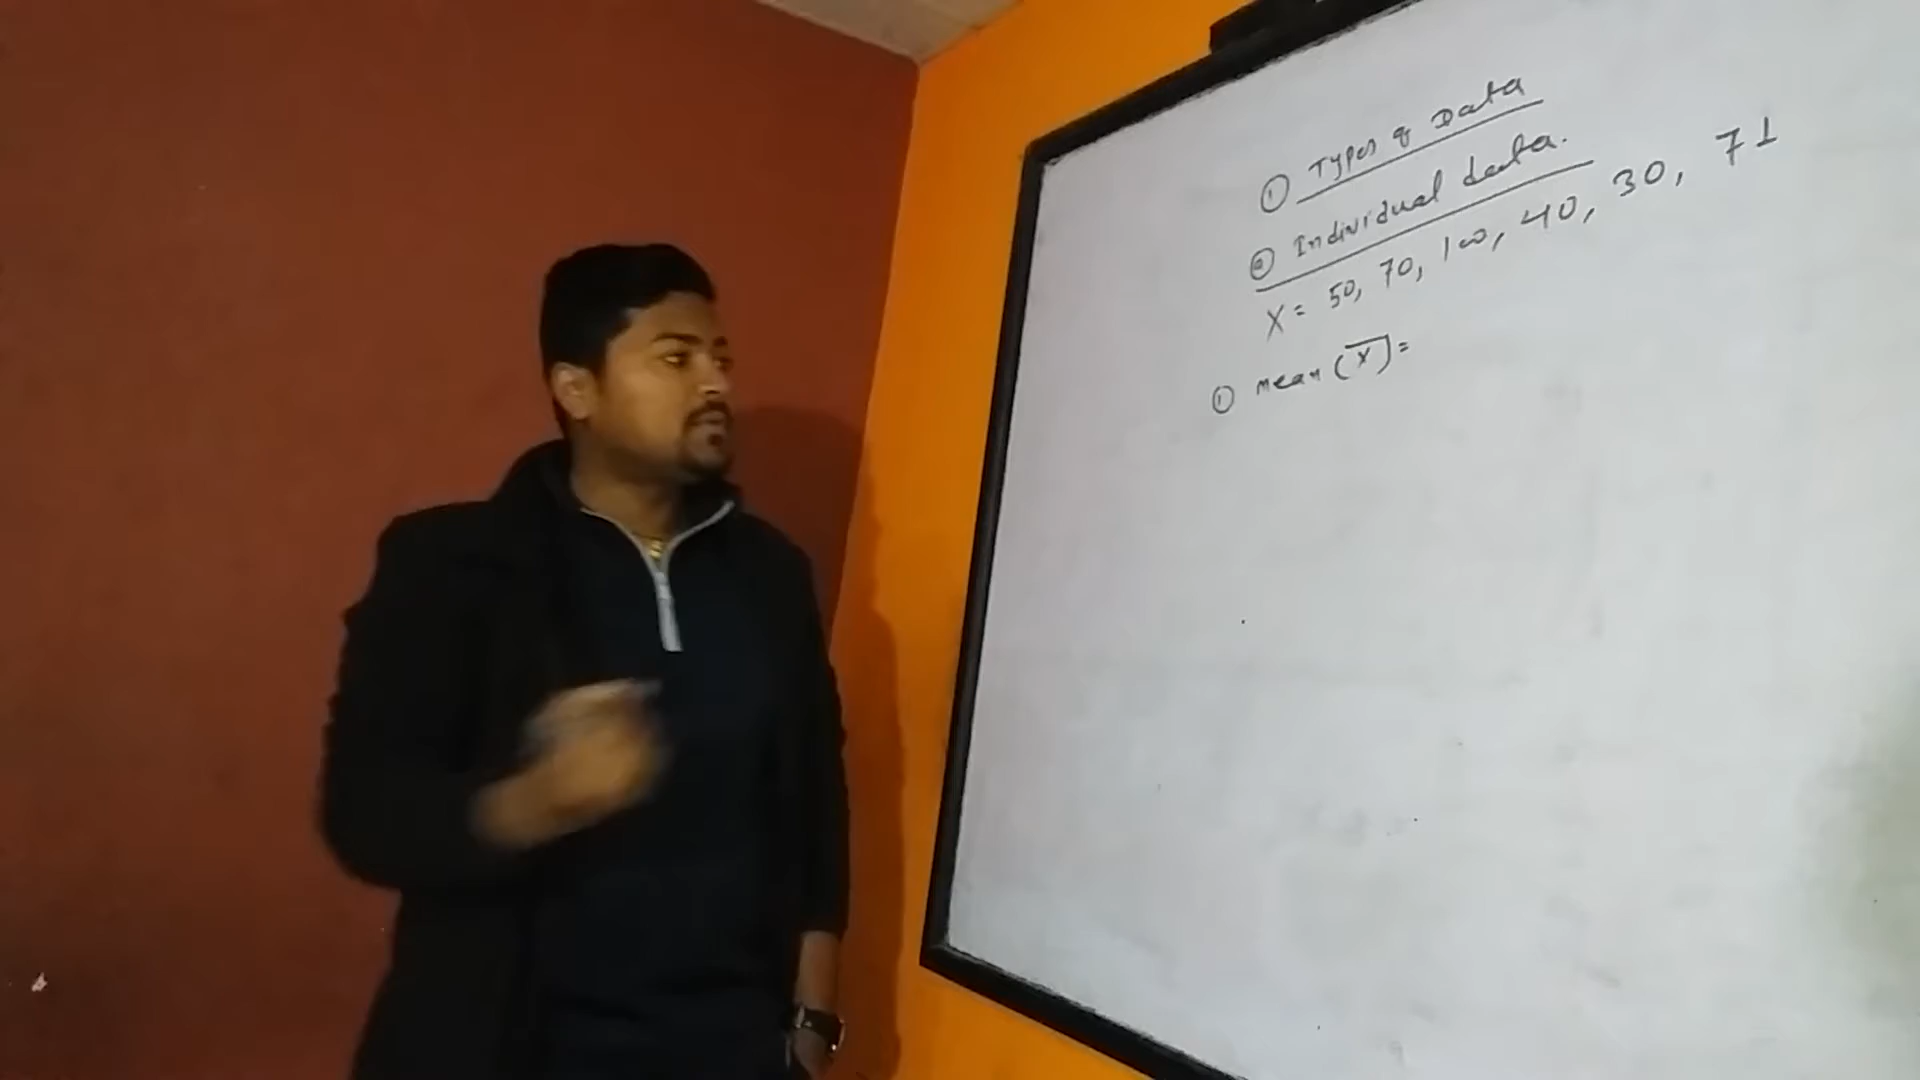 ① Types of Data
② Individual data.
X = 50, 70, 100, 40, 30, 71
① mean (X̅) =